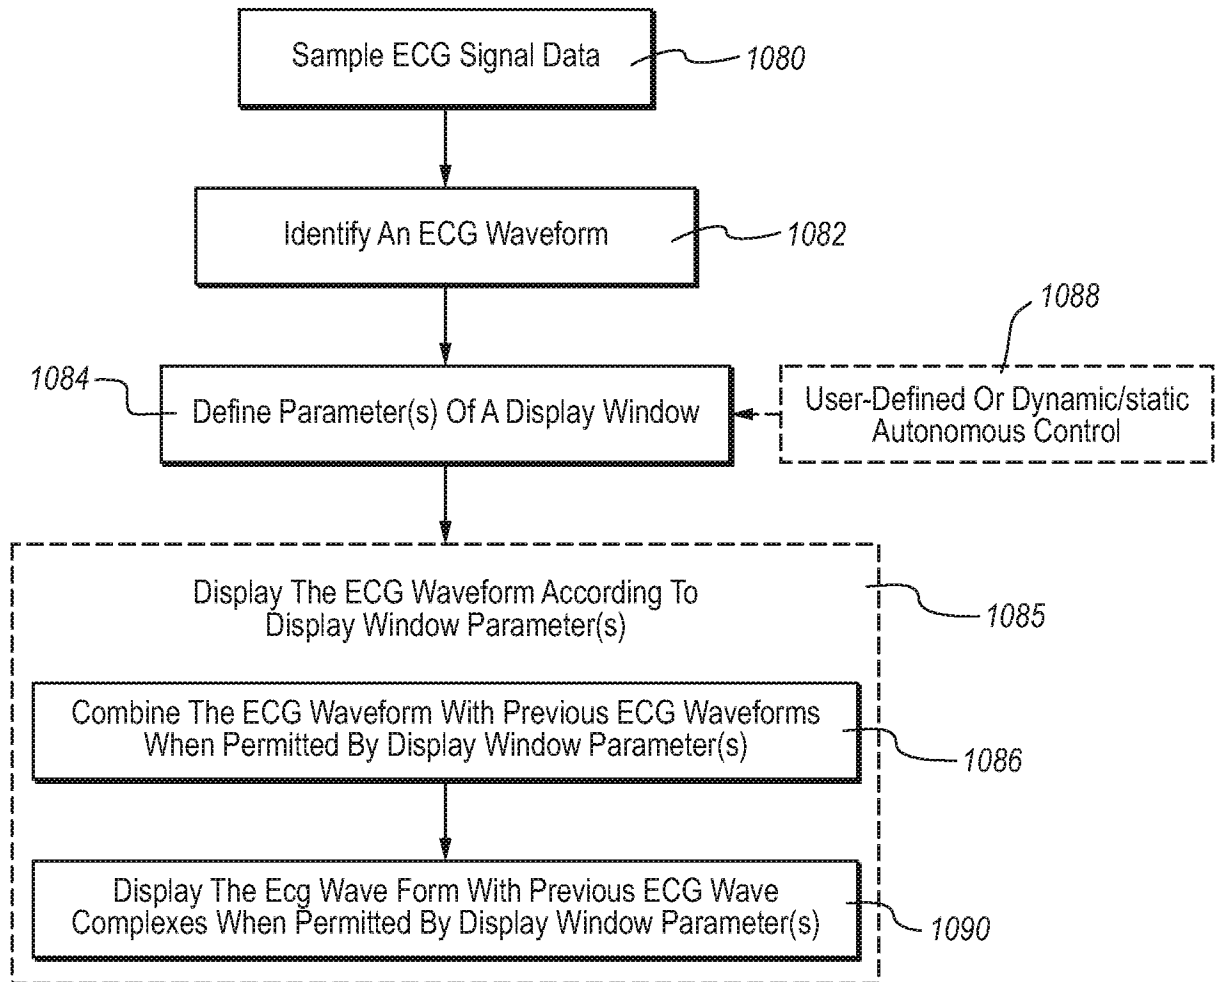 Sample ECG Signal Data
1080
Identify An ECG Waveform
1082
1088
1084
Define Parameter(s) Of A Display Window
User-Defined Or Dynamic/static
Autonomous Control
Display The ECG Waveform According To
Display Window Parameter(s)
1085
Combine The ECG Waveform With Previous ECG Waveforms
When Permitted By Display Window Parameter(s)
1086
Display The Ecg Wave Form With Previous ECG Wave
Complexes When Permitted By Display Window Parameter(s)
1090